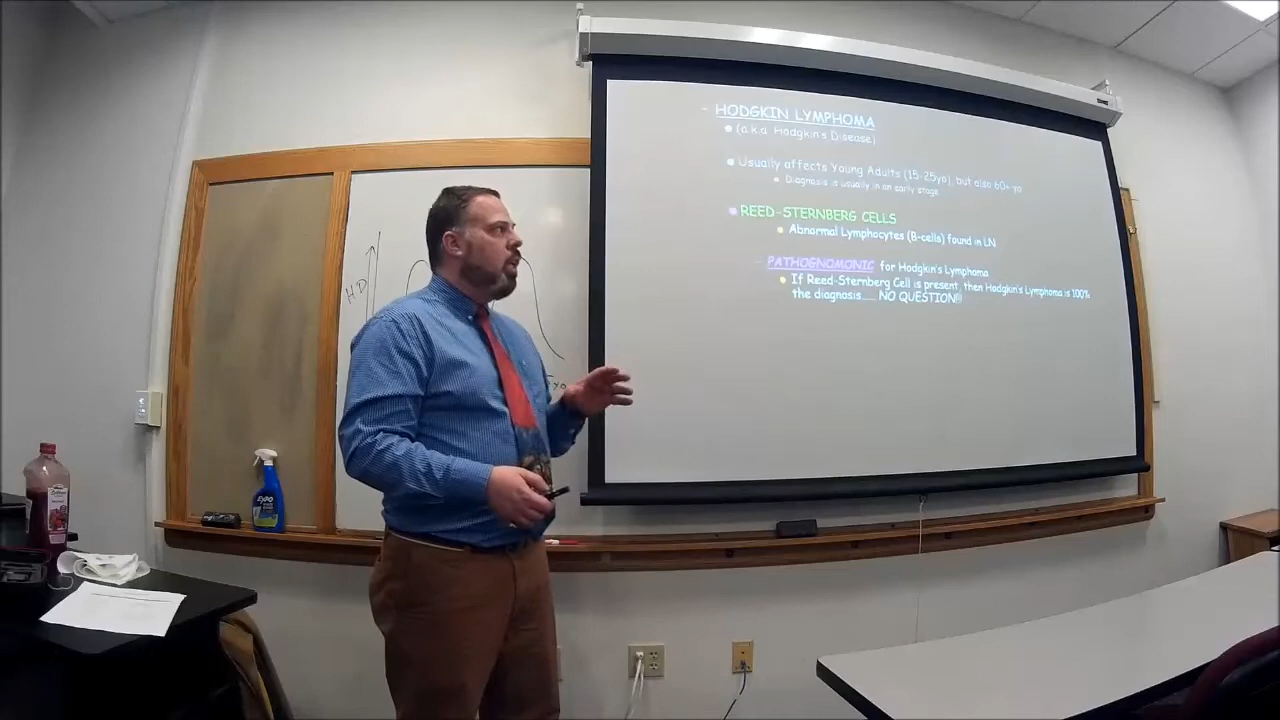 - HODGKIN LYMPHOMA
(a.k.a. Hodgkin's Disease)
Usually affects Young Adults (15-25yo), but also 60+ yo
Diagnosis is usually in an early stage
REED-STERNBERG CELLS
Abnormal Lymphocytes (B-cells) found in LN
- PATHOGNOMONIC for Hodgkin's Lymphoma
If Reed-Sternberg Cell is present, then Hodgkin's Lymphoma is 100%
the diagnosis..... NO QUESTION!!!
HD
EXPO